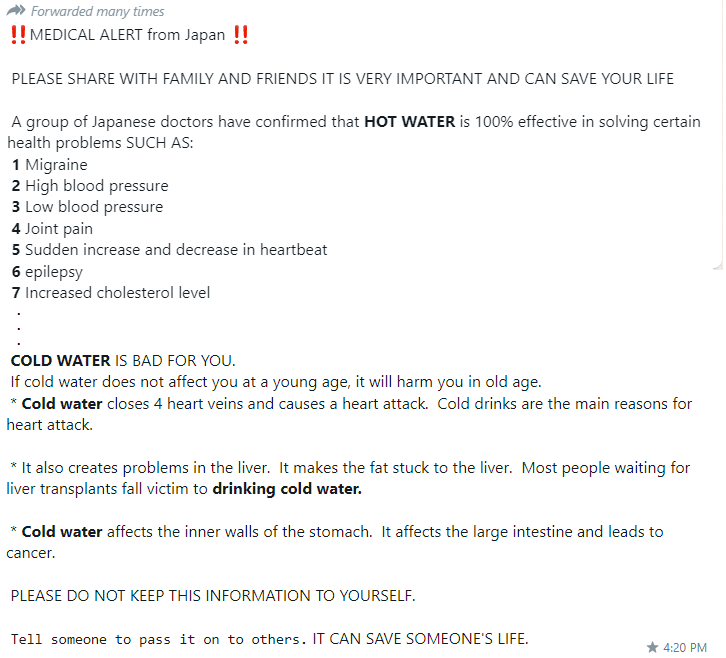 Forwarded many times
‼️MEDICAL ALERT from Japan ‼️
PLEASE SHARE WITH FAMILY AND FRIENDS IT IS VERY IMPORTANT AND CAN SAVE YOUR LIFE
A group of Japanese doctors have confirmed that HOT WATER is 100% effective in solving certain
health problems SUCH AS:
1 Migraine
2 High blood pressure
3 Low blood pressure
4 Joint pain
5 Sudden increase and decrease in heartbeat
6 epilepsy
7 Increased cholesterol level
.
.
.
COLD WATER IS BAD FOR YOU.
If cold water does not affect you at a young age, it will harm you in old age.
* Cold water closes 4 heart veins and causes a heart attack.  Cold drinks are the main reasons for
heart attack.
* It also creates problems in the liver.  It makes the fat stuck to the liver.  Most people waiting for
liver transplants fall victim to drinking cold water.
* Cold water affects the inner walls of the stomach.  It affects the large intestine and leads to
cancer.
PLEASE DO NOT KEEP THIS INFORMATION TO YOURSELF.
Tell someone to pass it on to others. IT CAN SAVE SOMEONE'S LIFE.
4:20 PM